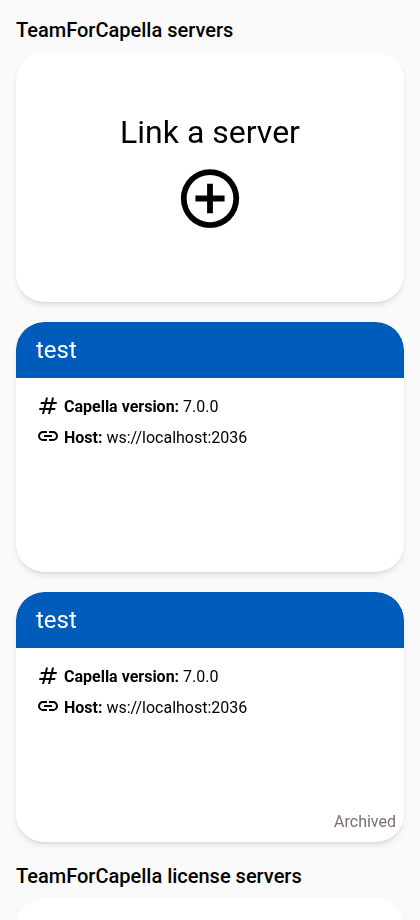 TeamForCapella servers
Link a server
test
Capella version: 7.0.0
Host: ws://localhost:2036
test
Capella version: 7.0.0
Host: ws://localhost:2036
Archived
TeamForCapella license servers